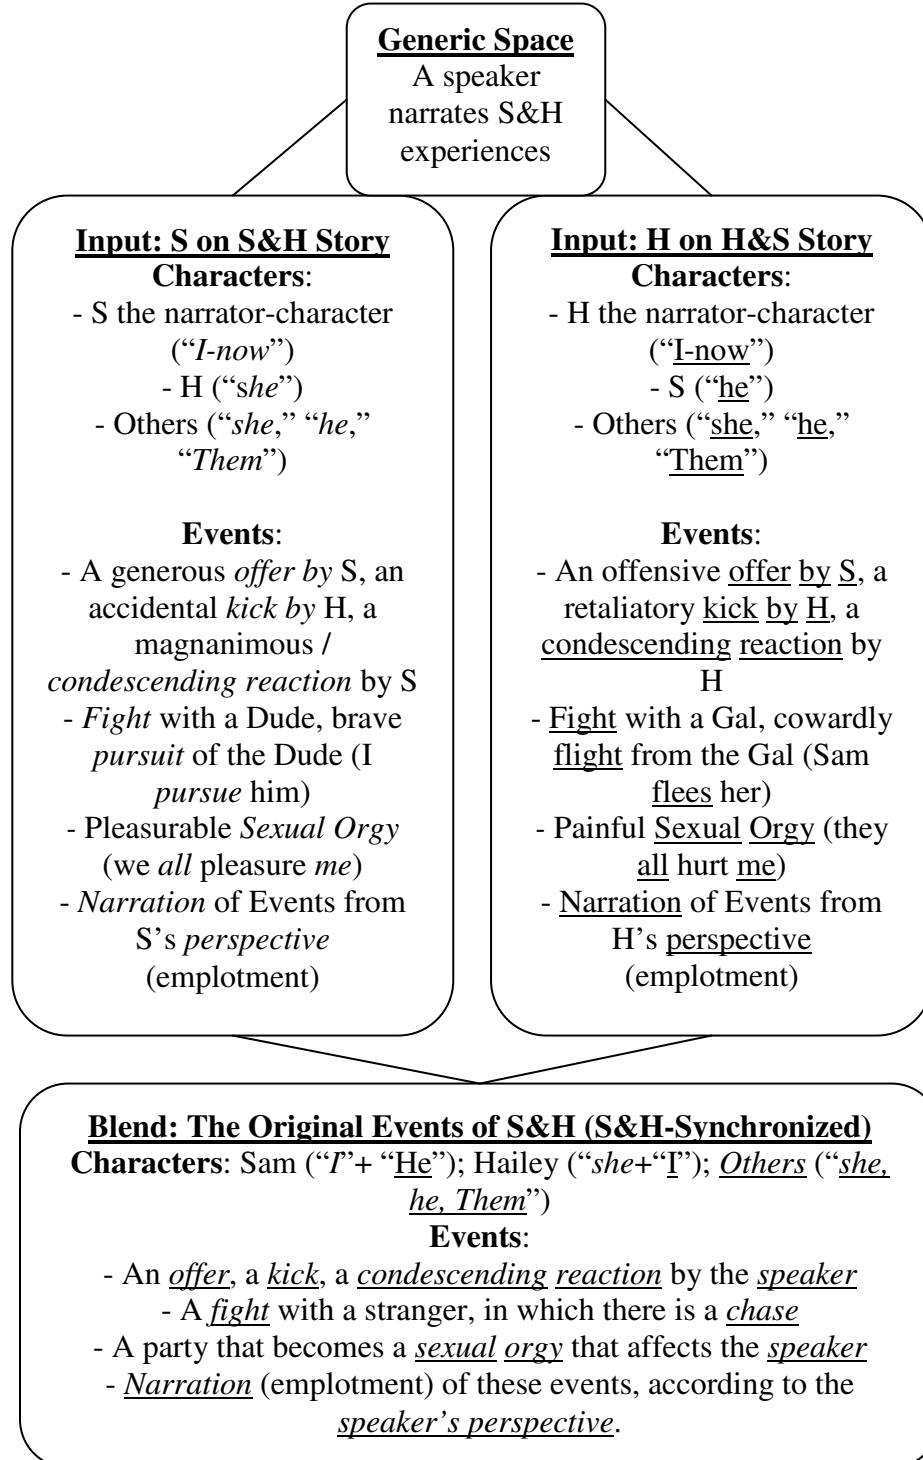 Generic Space
A speaker
narrates S&H
experiences
Input: S on S&H Story
Characters:
- S the narrator-character
(“I-now”)
- H (“she”)
- Others (“she,” “he,”
“Them”)
Events:
- A generous offer by S, an
accidental kick by H, a
magnanimous /
condescending reaction by S
- Fight with a Dude, brave
pursuit of the Dude (I
pursue him)
- Pleasurable Sexual Orgy
(we all pleasure me)
- Narration of Events from
S’s perspective
(emplotment)
Input: H on H&S Story
Characters:
- H the narrator-character
(“I-now”)
- S (“he”)
- Others (“she,” “he,”
“Them”)
Events:
- An offensive offer by S, a
retaliatory kick by H, a
condescending reaction by
H
- Fight with a Gal, cowardly
flight from the Gal (Sam
flees her)
- Painful Sexual Orgy (they
all hurt me)
- Narration of Events from
H’s perspective
(emplotment)
Blend: The Original Events of S&H (S&H-Synchronized)
Characters: Sam (“I”+ “He”); Hailey (“she+“I”); Others (“she,
he, Them”)
Events:
- An offer, a kick, a condescending reaction by the speaker
- A fight with a stranger, in which there is a chase
- A party that becomes a sexual orgy that affects the speaker
- Narration (emplotment) of these events, according to the
speaker’s perspective.